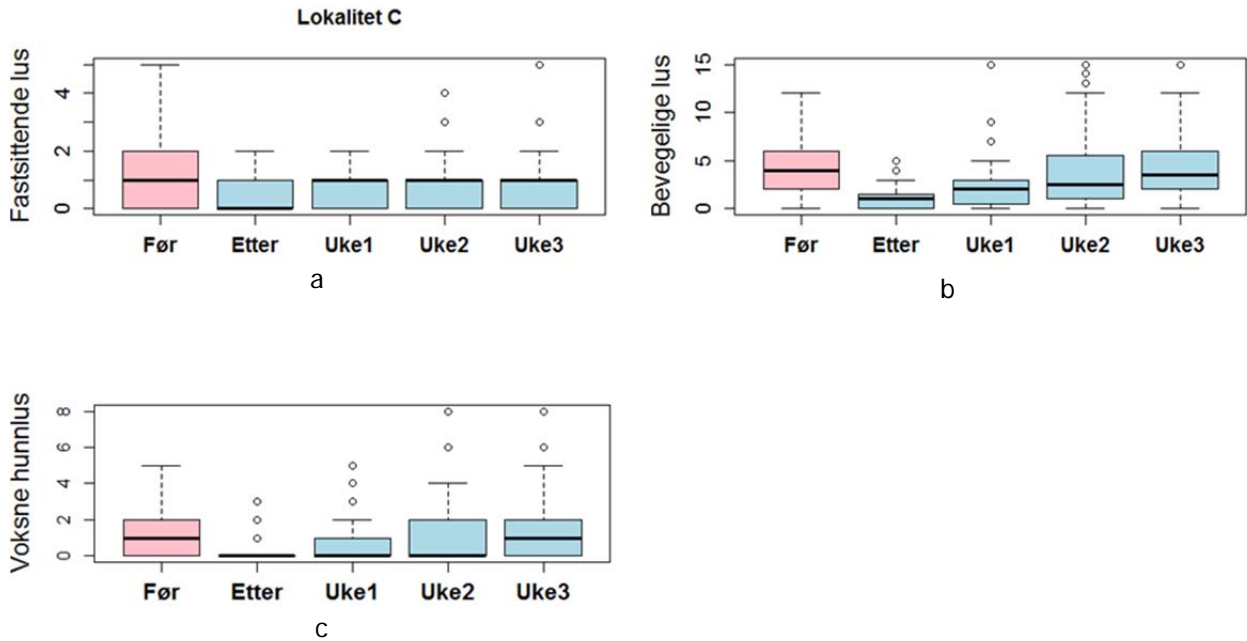 Lokalitet C
Fastsittende lus
0 2 4
Før Etter Uke1 Uke2 Uke3
a
Bevegelige lus
0 5 10 15
Før Etter Uke1 Uke2 Uke3
b
Voksne hunnlus
0 2 4 6 8
Før Etter Uke1 Uke2 Uke3
c